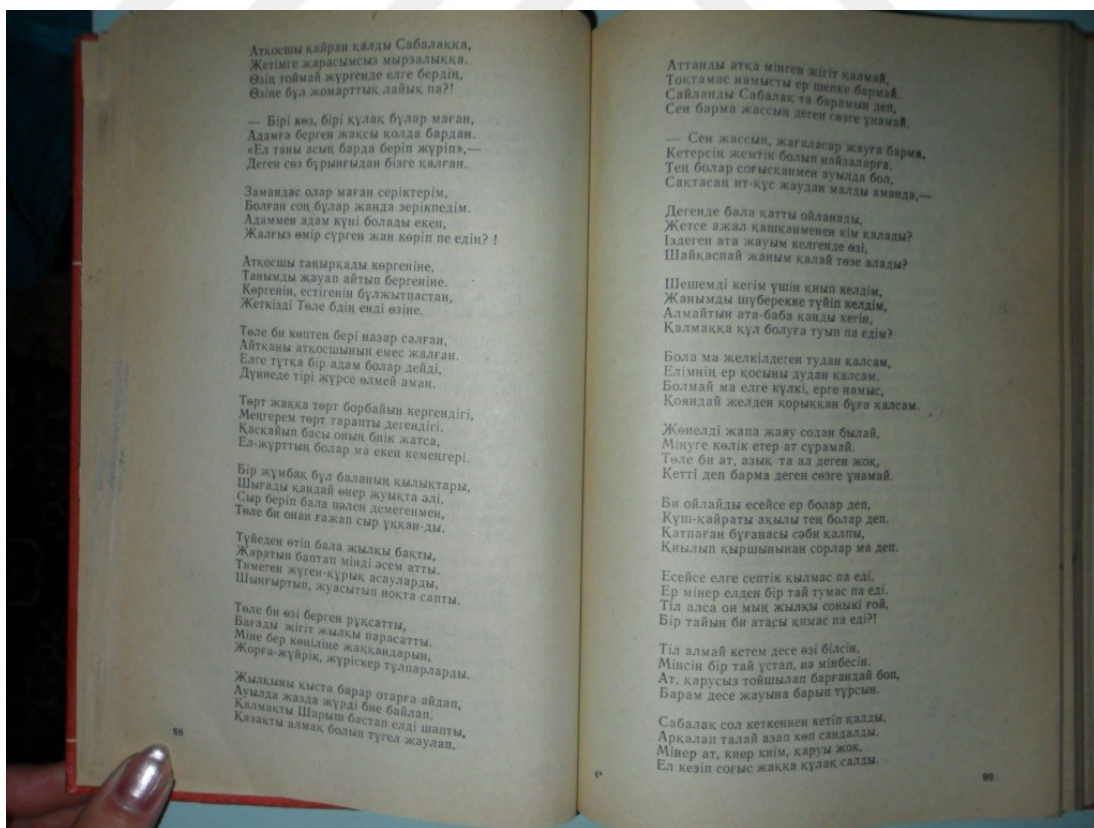 Атқосшы қайран қалды Сабалаққа,
Жетімге жарасымсыз мырзалыққа.
Өзің тоймай жүргенде елге бердің,
Өзіңе бұл жомарттық лайық па?!
— Бірі көз, бірі құлақ бұлар маған,
Адамға берген жақсы қолда бардан.
«Ел таны асың барда беріп жүріп»,—
Деген сөз бұрынғыдан бізге қалған.
Замандас олар маған серіктерім,
Болған соң бұлар жанда зерікпедім.
Адаммен адам күні болады екен,
Жалғыз өмір сүрген жан көріп пе едің? !
Атқосшы таңырқады көргеніне,
Танымды жауап айтып бергеніне.
Көргенін, естігенін бұлжытпастан,
Жеткізді Төле бдің енді өзіне.
Төле би көптен бері назар салған,
Айтқаны атқосшының емес жалған.
Елге тұтқа бір адам болар дейді,
Дүниеде тірі жүрсе өлмей аман.
Төрт жаққа төрт борбайын кергендігі,
Меңгерем төрт тарапты дегендігі.
Қасқайып басы оның биік жатса,
Ел-жұрттың болар ма екен кемеңгері.
Бір жұмбақ бұл баланың қылықтары,
Шығады қандай өнер жуықта әлі.
Сыр беріп бала пәлен демегенмен,
Төле би онан ғажап сыр ұққан-ды.
Түйеден өтіп бала жылқы бақты,
Жаратып баптап мінді әсем атты.
Тимеген жүген-құрық асауларды,
Шыңғыртып, жуасытып ноқта сапты.
Төле би өзі берген рұқсатты,
Бағады жігіт жылқы парасатты.
Міне бер көңіліңе жаққандарын,
Жорға-жүйрік, жүріскер тұлпарларды.
Жылқыны қыста барар отарға айдап,
Ауылда жазда жүрді бие байлап.
Қалмақты Шарыш бастап елді шапты,
Қазақты алмақ болып түгел жаулап.
98
Аттанды атқа мінген жігіт қалмай,
Тоқтамас намысты ер шепке бармай.
Сайланды Сабалақ та барамын деп,
Сен барма жассың деген сөзге ұнамай.
— Сен жассың, жағаласар жауға барма,
Кетерсің жемтік болып найзаларға.
Тең болар соғысқанмен ауылда бол,
Сақтасаң ит-құс жаудан малды аманда,—
Дегенде бала қатты ойланады,
Жетсе ажал қашқанменен кім қалады?
Іздеген ата жауым келгенде өзі,
Шайқаспай жаным қалай төзе алады?
Шешемді кегім үшін қиып келдім,
Жанымды шүберекке түйіп келдім,
Алмайтын ата-баба қанды кегін,
Қалмаққа құл болуға туып па едім?
Бола ма желкілдеген тудан қалсам,
Елімнің ер қосыны дудан қалсам.
Болмай ма елге күлкі, ерге намыс,
Қояндай желден қорыққан бұға қалсам.
Жөнелді жапа жаяу содан былай,
Мінуге көлік етер ат сұрамай.
Төле би ат, азық та ал деген жоқ,
Кетті деп барма деген сөзге ұнамай.
Би ойлайды есейсе ер болар деп,
Күш-қайраты ақылы тең болар деп.
Қатпаған бұғанасы сәби қалпы,
Қиылып қыршынынан сорлар ма деп.
Есейсе елге септік қылмас па еді,
Ер мінер елден бір тай тумас па еді.
Тіл алса он мың жылқы соныкі ғой,
Бір тайын би атасы қимас па еді?!
Тіл алмай кетем десе өзі білсін,
Мінсін бір тай ұстап, иә мінбесін.
Ат, қарусыз тойшылап барғандай боп,
Барам десе жауына барып тұрсын.
Сабалақ сол кеткеннен кетіп қалды,
Арқалап талай азап көп сандалды.
Мінер ат, киер киім, қаруы жоқ,
Ел кезіп соғыс жаққа құлақ салды.
99